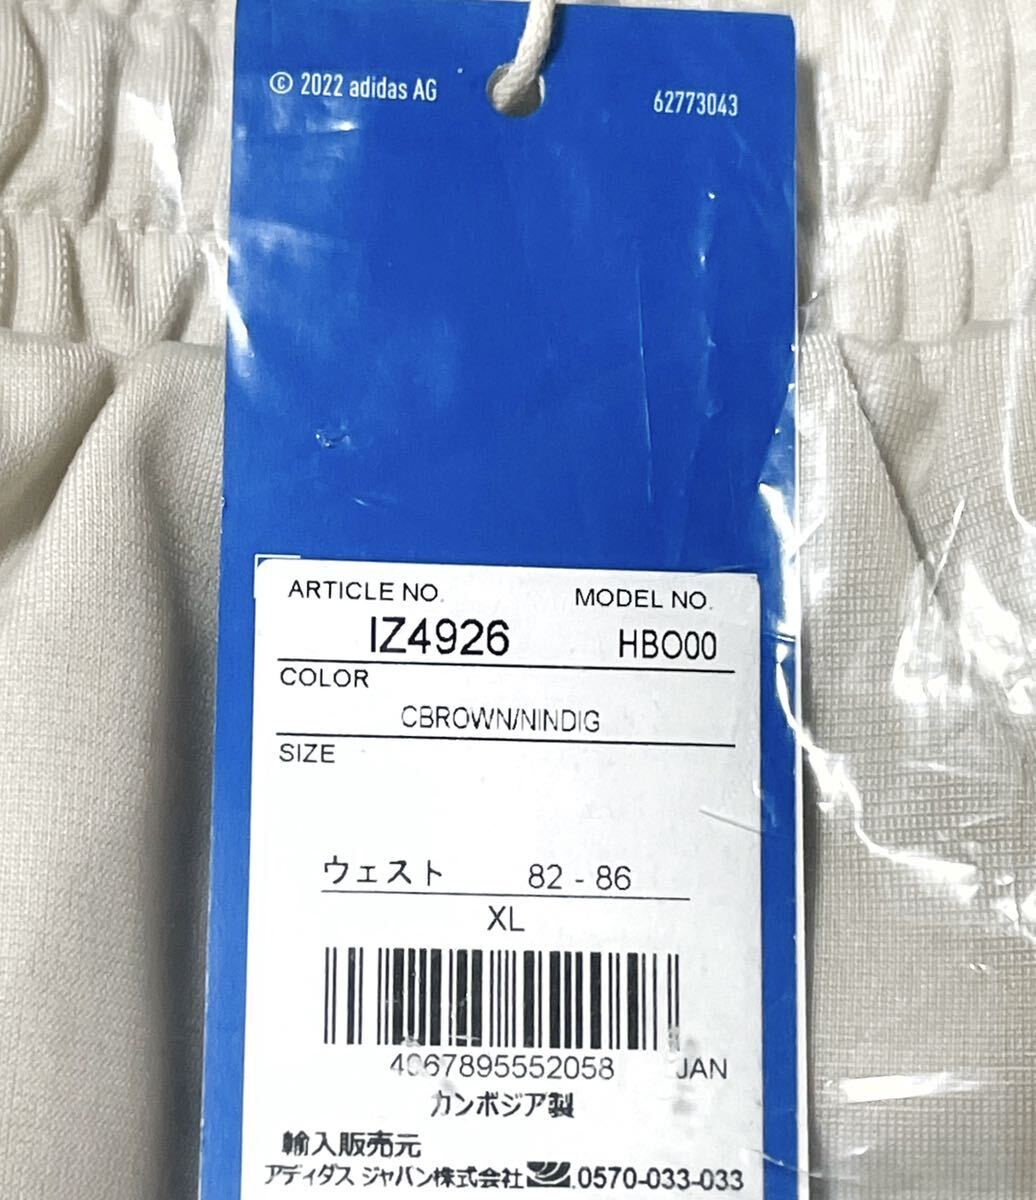 © 2022 adidas AG 62773043
ARTICLE NO. MODEL NO.
IZ4926 HBO00
COLOR
CBROWN/NINDIG
SIZE
ウェスト 82 - 86
XL
4067895552058 JAN
カンボジア製
輸入販売元
アディダス ジャパン株式会社 0570-033-033